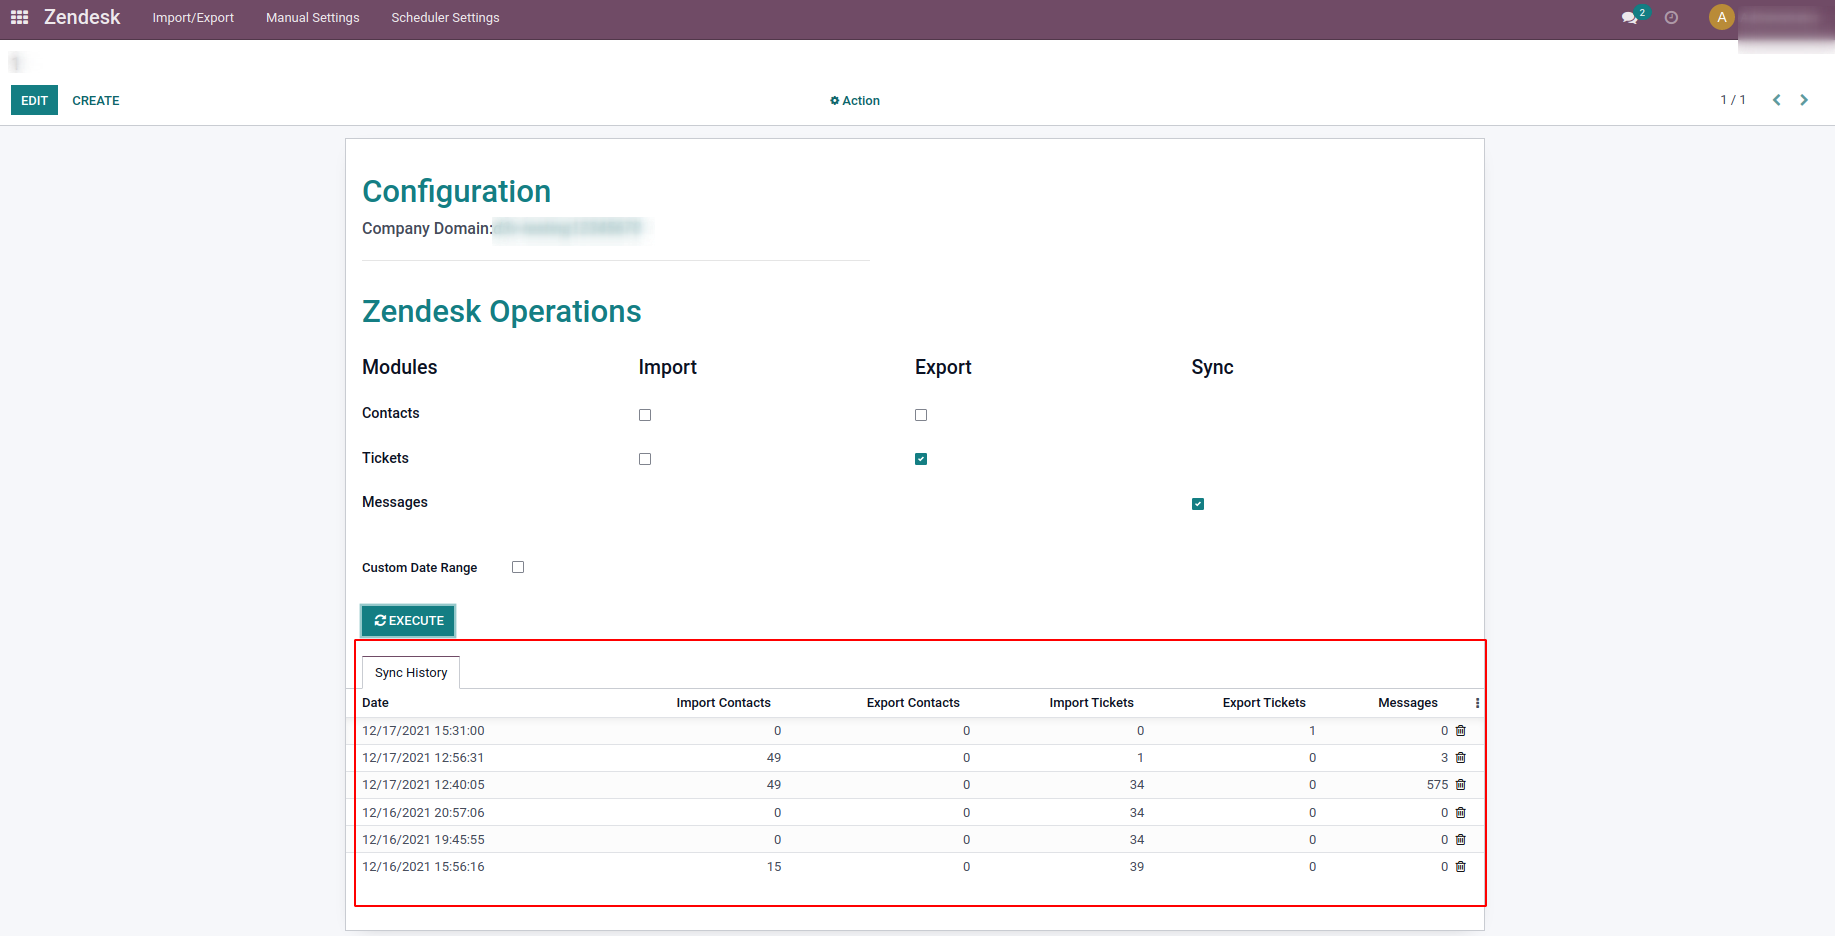 Zendesk Import/Export Manual Settings Scheduler Settings 2 A
EDIT CREATE Action 1 / 1
Configuration
Company Domain:
Zendesk Operations
Modules Import Export Sync
Contacts
Tickets
Messages
Custom Date Range
EXECUTE
Sync History
Date Import Contacts Export Contacts Import Tickets Export Tickets Messages
12/17/2021 15:31:00 0 0 0 1 0
12/17/2021 12:56:31 49 0 1 0 3
12/17/2021 12:40:05 49 0 34 0 575
12/16/2021 20:57:06 0 0 34 0 0
12/16/2021 19:45:55 0 0 34 0 0
12/16/2021 15:56:16 15 0 39 0 0